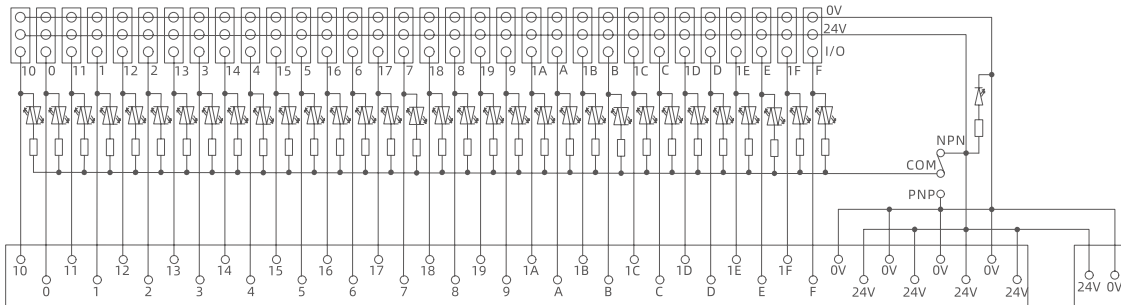 0V
24V
I/O
10 0 11 1 12 2 13 3 14 4 15 5 16 6 17 7 18 8 19 9 1A A 1B B 1C C 1D D 1E E 1F F
NPN
COM
PNP
10 11 12 13 14 15 16 17 18 19 1A 1B 1C 1D 1E 1F 0V 0V 0V 0V
0 1 2 3 4 5 6 7 8 9 A B C D E F 24V 24V 24V 24V
24V 0V